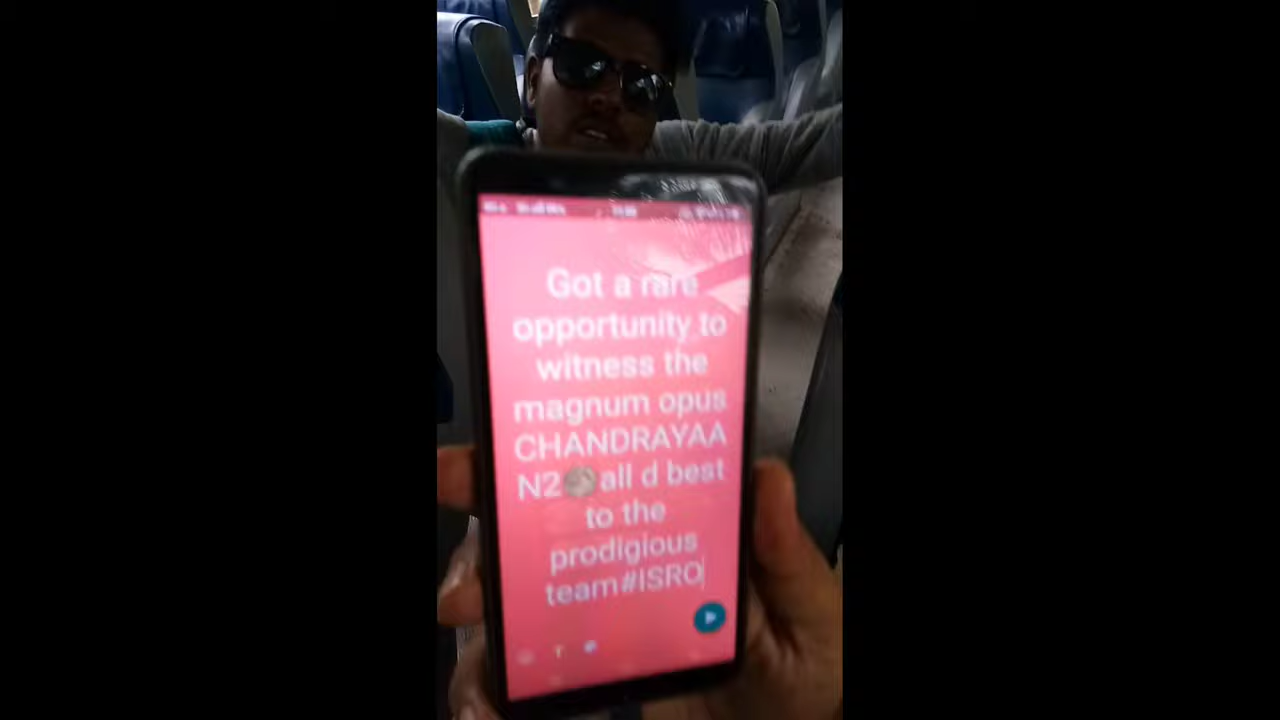 Got a rare
opportunity to
witness the
magnum opus
CHANDRAYAA
N2🌕all d best
to the
prodigious
team#ISRO